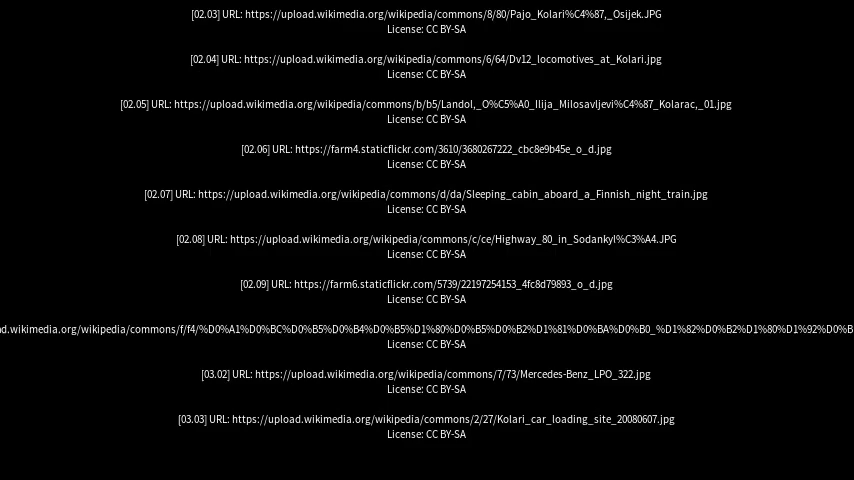 [02.03] URL: https://upload.wikimedia.org/wikipedia/commons/8/80/Pajo_Kolari%C4%87,_Osijek.JPG
License: CC BY-SA
[02.04] URL: https://upload.wikimedia.org/wikipedia/commons/6/64/Dv12_locomotives_at_Kolari.jpg
License: CC BY-SA
[02.05] URL: https://upload.wikimedia.org/wikipedia/commons/b/b5/Landol,_O%C5%A0_Ilija_Milosavljevi%C4%87_Kolarac,_01.jpg
License: CC BY-SA
[02.06] URL: https://farm4.staticflickr.com/3610/3680267222_cbc8e9b45e_o_d.jpg
License: CC BY-SA
[02.07] URL: https://upload.wikimedia.org/wikipedia/commons/d/da/Sleeping_cabin_aboard_a_Finnish_night_train.jpg
License: CC BY-SA
[02.08] URL: https://upload.wikimedia.org/wikipedia/commons/c/ce/Highway_80_in_Sodankyl%C3%A4.JPG
License: CC BY-SA
[02.09] URL: https://farm6.staticflickr.com/5739/22197254153_4fc8d79893_o_d.jpg
License: CC BY-SA
ad.wikimedia.org/wikipedia/commons/f/f4/%D0%A1%D0%BC%D0%B5%D0%B4%D0%B5%D1%80%D0%B5%D0%B2%D1%81%D0%BA%D0%B0_%D1%82%D0%B2%D1%80%D1%92%D0%B
License: CC BY-SA
[03.02] URL: https://upload.wikimedia.org/wikipedia/commons/7/73/Mercedes-Benz_LPO_322.jpg
License: CC BY-SA
[03.03] URL: https://upload.wikimedia.org/wikipedia/commons/2/27/Kolari_car_loading_site_20080607.jpg
License: CC BY-SA